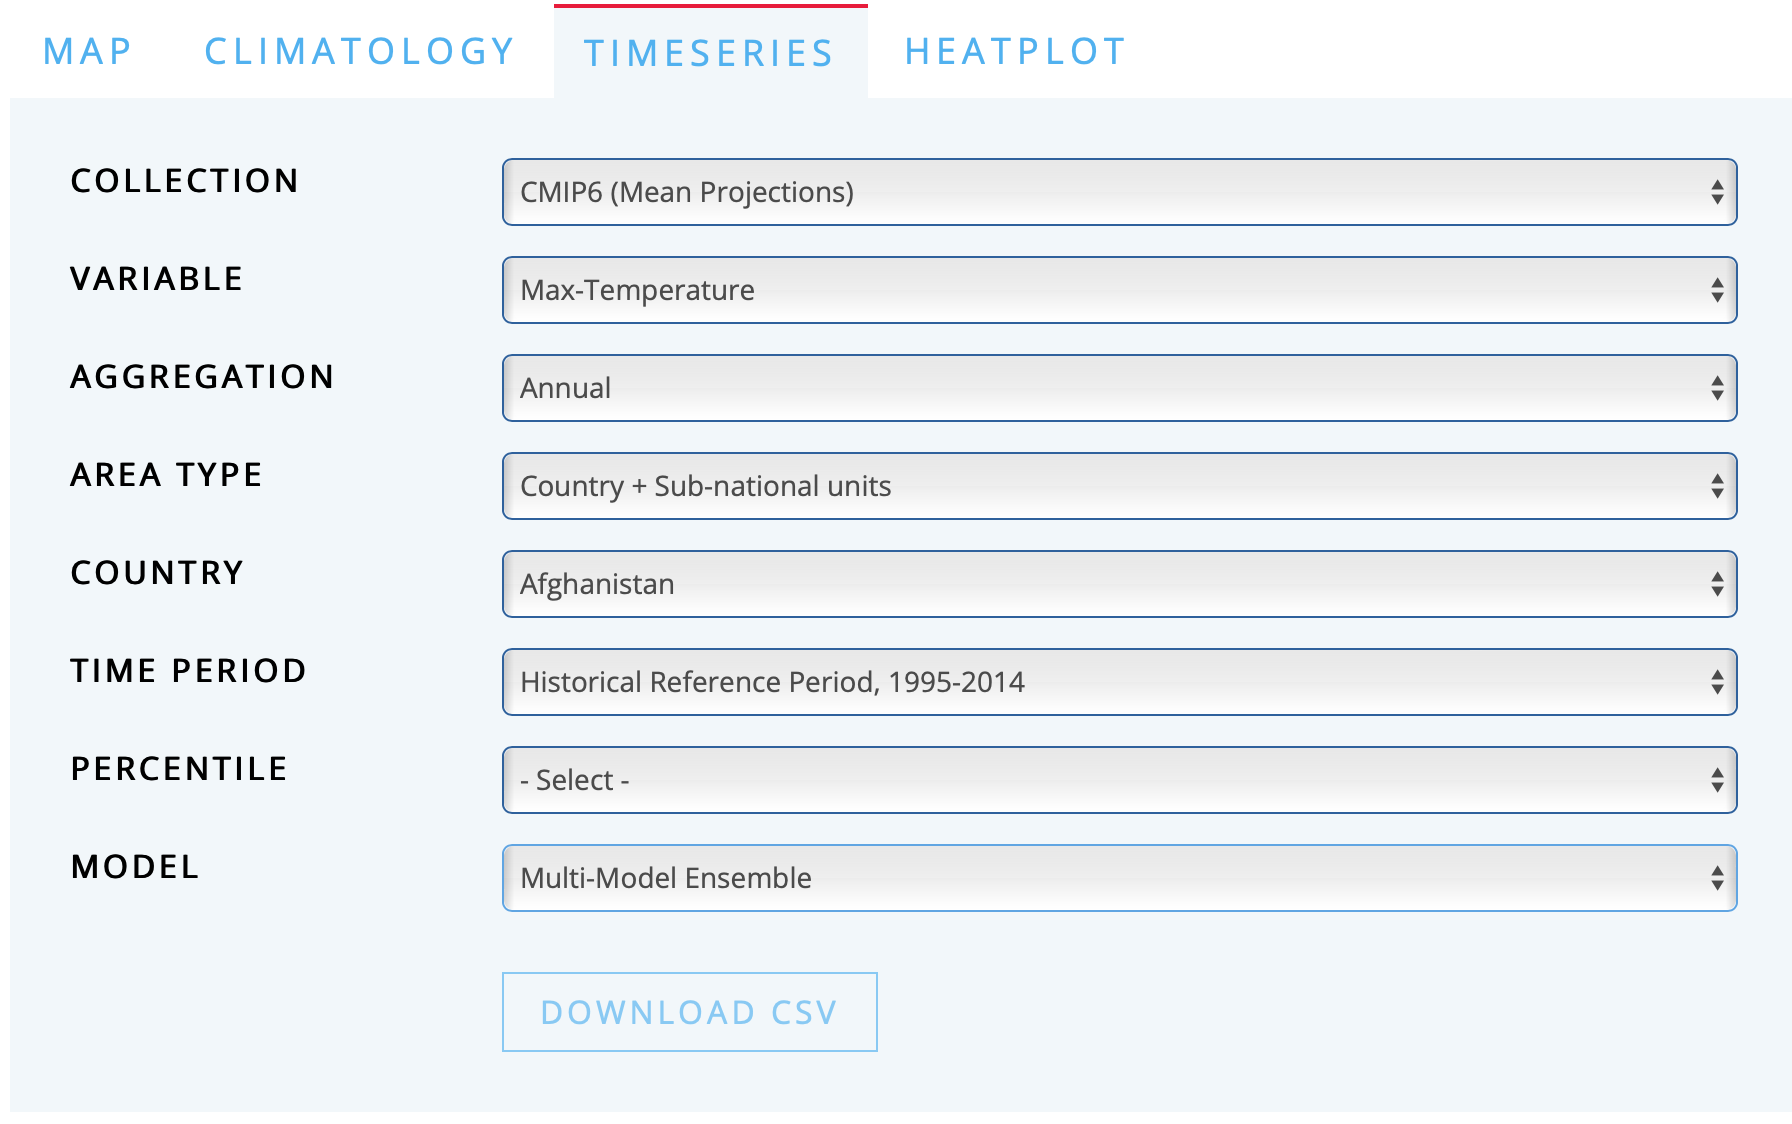 MAP CLIMATOLOGY TIMESERIES HEATPLOT
COLLECTION CMIP6 (Mean Projections)
VARIABLE Max-Temperature
AGGREGATION Annual
AREA TYPE Country + Sub-national units
COUNTRY Afghanistan
TIME PERIOD Historical Reference Period, 1995-2014
PERCENTILE - Select -
MODEL Multi-Model Ensemble
DOWNLOAD CSV